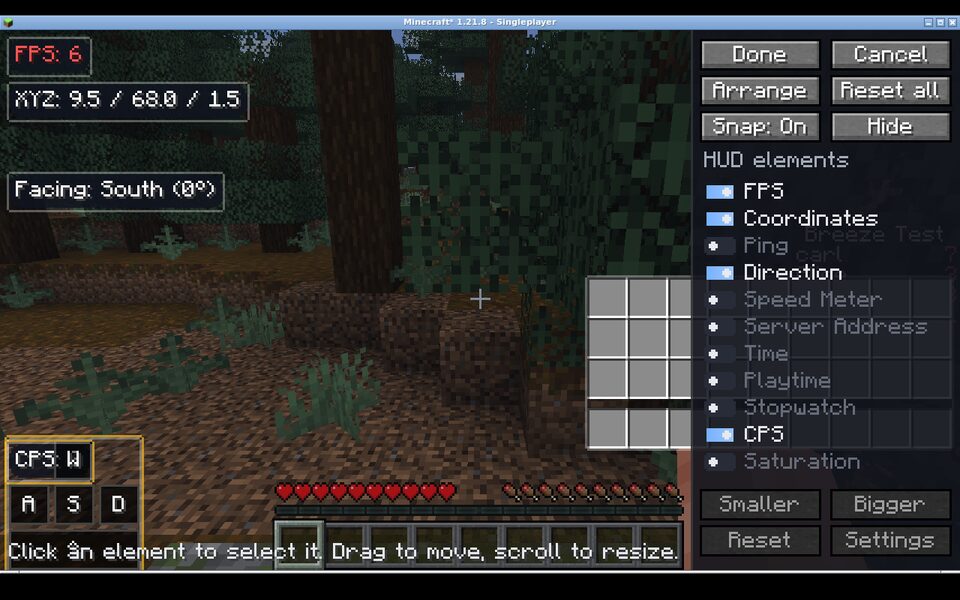 Minecraft* 1.21.8 - Singleplayer
FPS: 6
XYZ: 9.5 / 68.0 / 1.5
Facing: South (0°)
CPS: W
A S D
Click an element to select it. Drag to move, scroll to resize.
Done Cancel
Arrange Reset all
Snap: On Hide
HUD elements
FPS
Coordinates
Breeze Test
Ping
carl
Direction
Speed Meter
Server Address
Time
Playtime
Stopwatch
CPS
Saturation
Smaller Bigger
Reset Settings